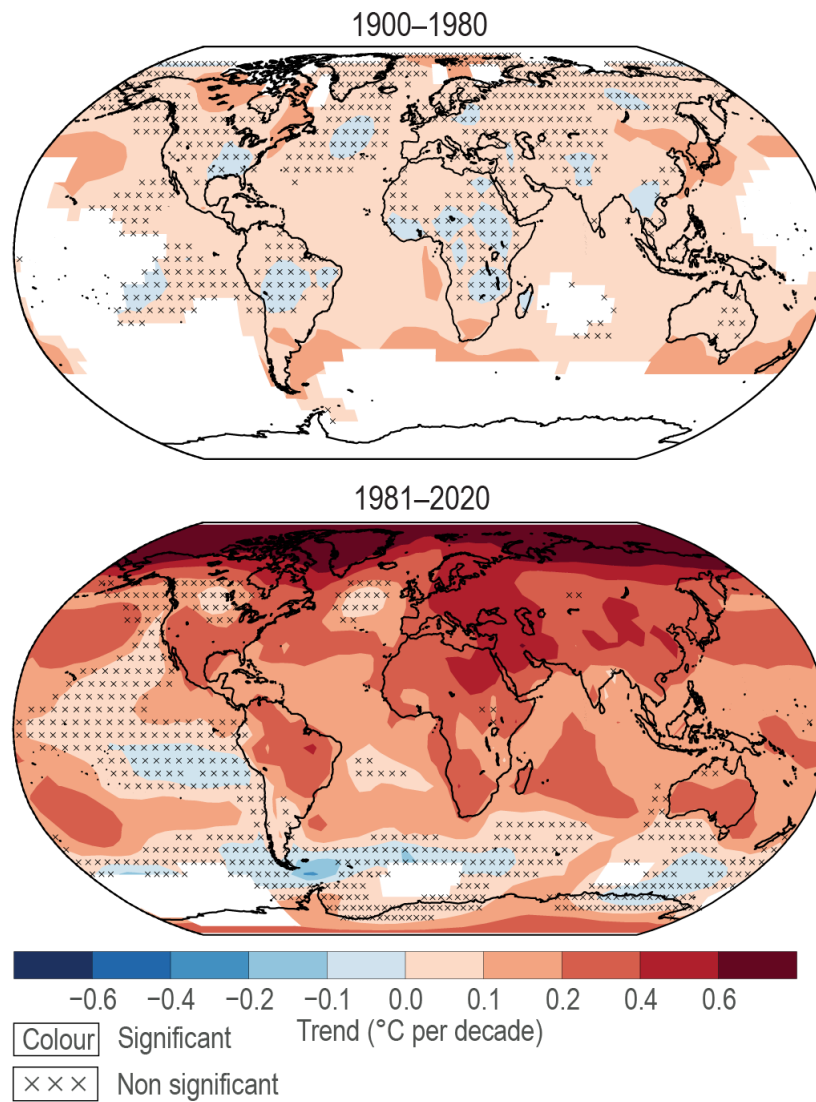 1900–1980
1981–2020
−0.6 −0.4 −0.2 −0.1 0.0 0.1 0.2 0.4 0.6
Trend (°C per decade)
Colour Significant
××× Non significant